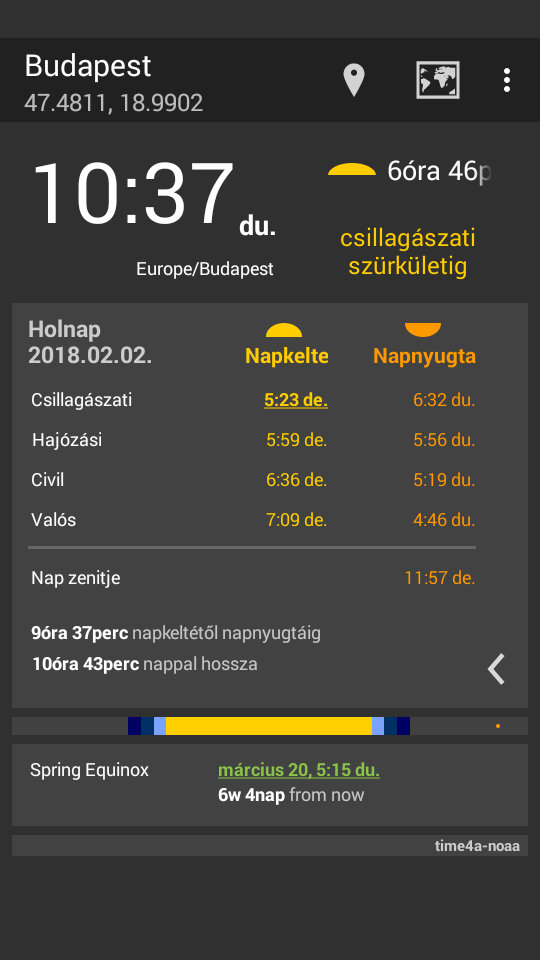 Budapest
47.4811, 18.9902
10:37 du.
6óra 46p
csillagászati
szürkületig
Europe/Budapest
Holnap
2018.02.02.
Napkelte Napnyugta
Csillagászati 5:23 de. 6:32 du.
Hajózási 5:59 de. 5:56 du.
Civil 6:36 de. 5:19 du.
Valós 7:09 de. 4:46 du.
Nap zenitje 11:57 de.
9óra 37perc napkeltétől napnyugtáig
10óra 43perc nappal hossza
Spring Equinox március 20, 5:15 du.
6w 4nap from now
time4a-noaa